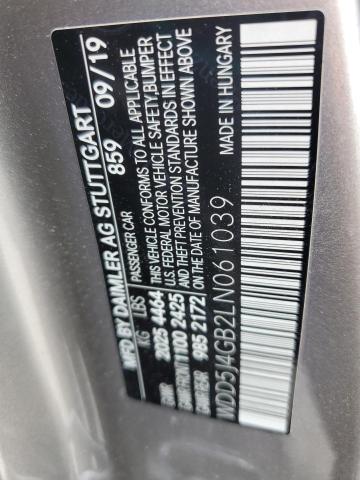 MFD BY DAIMLER AG STUTTGART
859 09/19
PASSENGER CAR
KG LBS
GVWR 2025 4464
GAWR FRONT 1100 2425
GAWR REAR 985 2172
THIS VEHICLE CONFORMS TO ALL APPLICABLE
U.S. FEDERAL MOTOR VEHICLE SAFETY, BUMPER
AND THEFT PREVENTION STANDARDS IN EFFECT
ON THE DATE OF MANUFACTURE SHOWN ABOVE
MADE IN HUNGARY
WDD5J4GB2LN061039